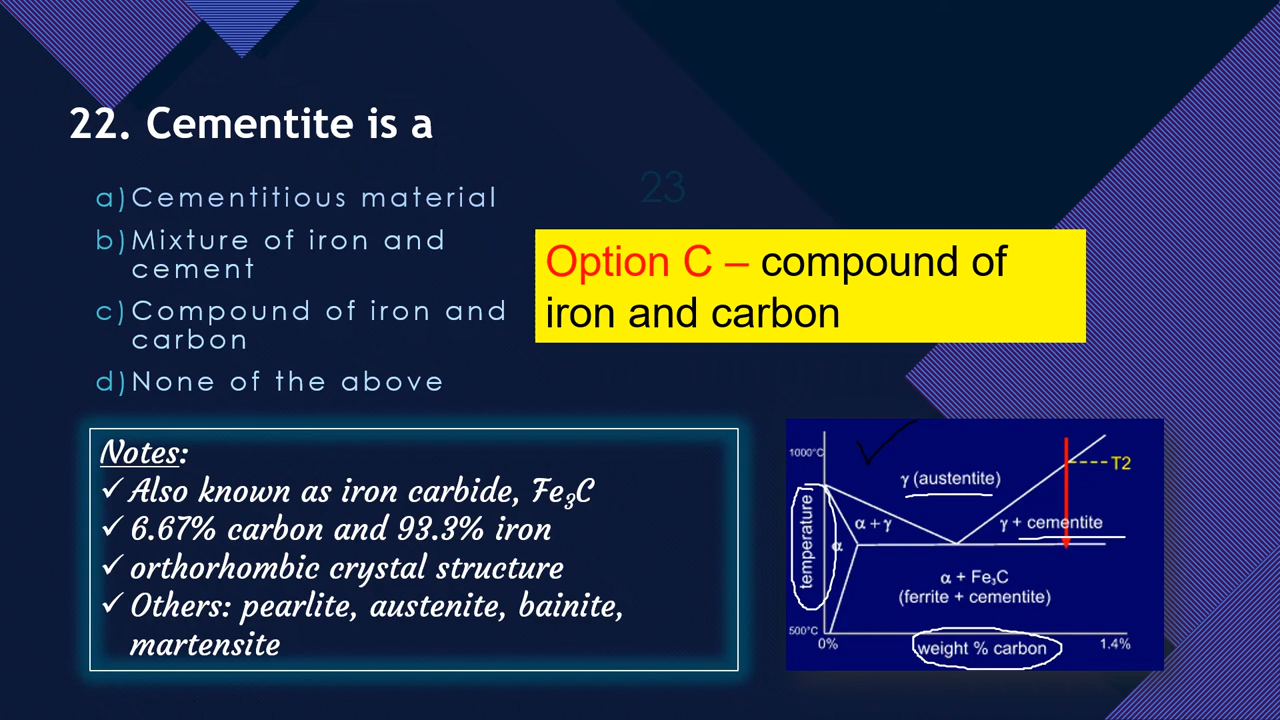 22. Cementite is a
23
a) Cementitious material
b) Mixture of iron and
cement
c) Compound of iron and
carbon
d) None of the above
Option C – compound of
iron and carbon
Notes:
✓ Also known as iron carbide, Fe₃C
✓ 6.67% carbon and 93.3% iron
✓ orthorhombic crystal structure
✓ Others: pearlite, austenite, bainite,
martensite
1000°C
T2
γ (austentite)
α + γ
γ + cementite
temperature
α
α + Fe₃C
(ferrite + cementite)
500°C
0%
weight % carbon
1.4%